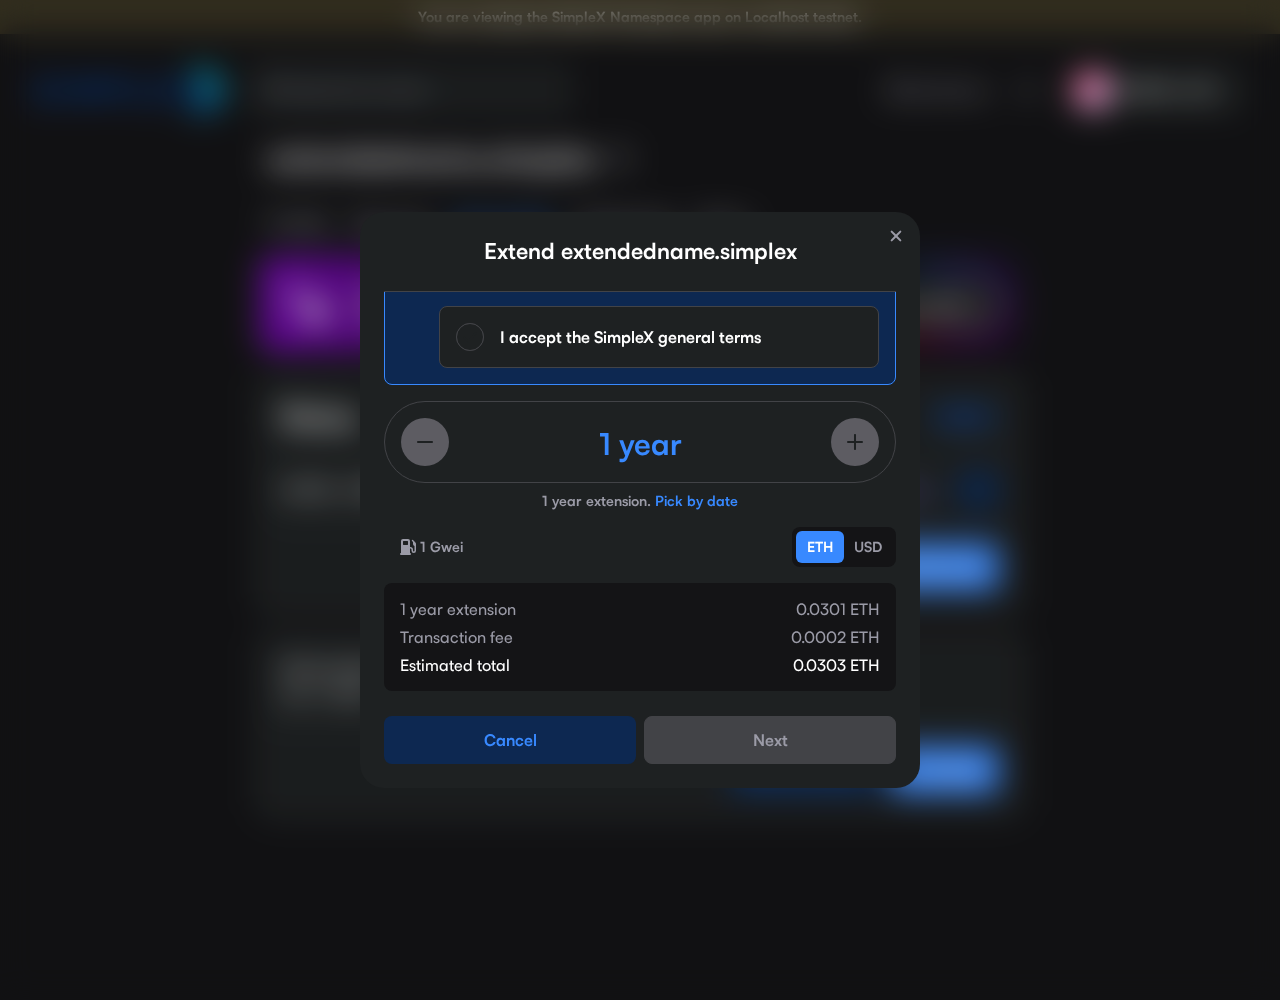 You are viewing the SimpleX Namespace app on Localhost testnet.
Extend extendedname.simplex
I accept the SimpleX general terms
1 year
1 year extension. Pick by date
1 Gwei
ETH USD
1 year extension 0.0301 ETH
Transaction fee 0.0002 ETH
Estimated total 0.0303 ETH
Cancel Next